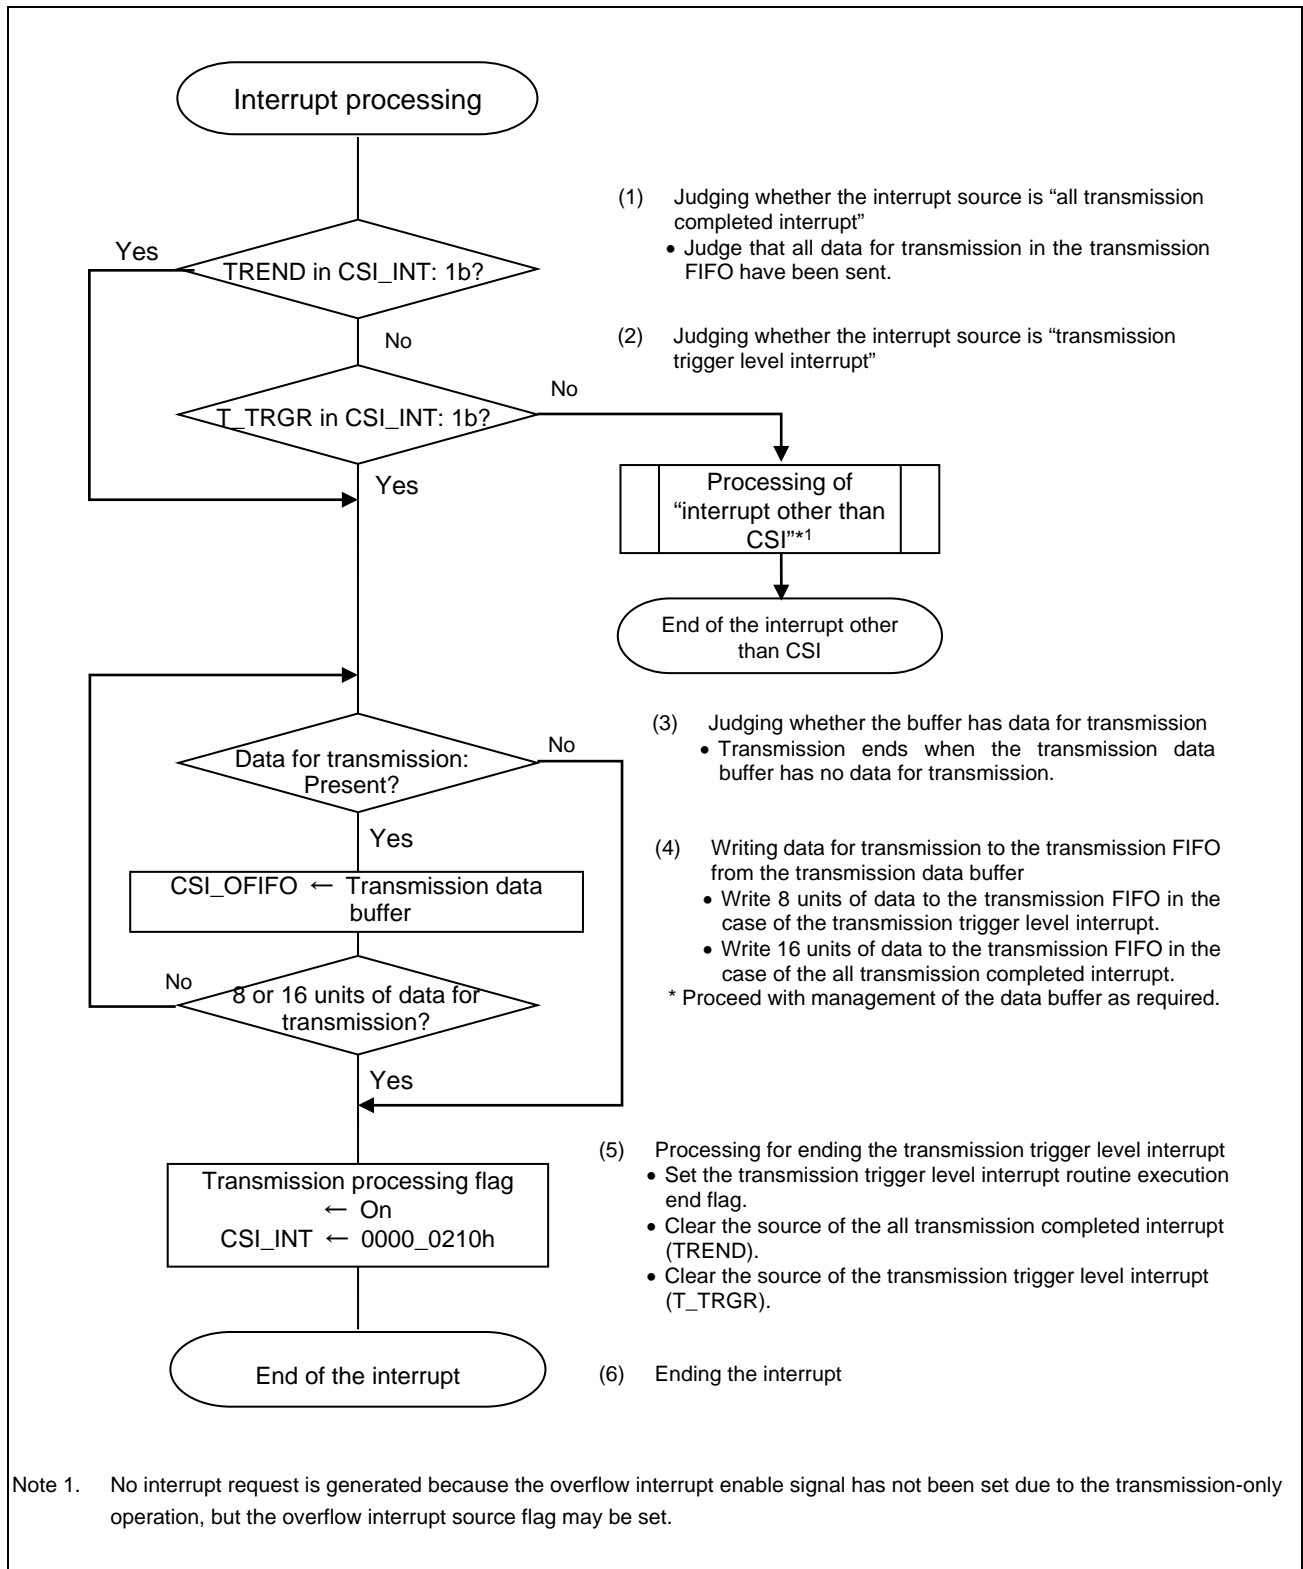 Interrupt processing
(1) Judging whether the interrupt source is “all transmission
completed interrupt”
• Judge that all data for transmission in the transmission
FIFO have been sent.
Yes
TREND in CSI_INT: 1b?
No
(2) Judging whether the interrupt source is “transmission
trigger level interrupt”
No
T_TRGR in CSI_INT: 1b?
Yes
Processing of
“interrupt other than
CSI”*1
End of the interrupt other
than CSI
(3) Judging whether the buffer has data for transmission
• Transmission ends when the transmission data
buffer has no data for transmission.
No
Data for transmission:
Present?
Yes
(4) Writing data for transmission to the transmission FIFO
from the transmission data buffer
• Write 8 units of data to the transmission FIFO in the
case of the transmission trigger level interrupt.
• Write 16 units of data to the transmission FIFO in the
case of the all transmission completed interrupt.
* Proceed with management of the data buffer as required.
CSI_OFIFO ← Transmission data
buffer
No
8 or 16 units of data for
transmission?
Yes
(5) Processing for ending the transmission trigger level interrupt
• Set the transmission trigger level interrupt routine execution
end flag.
• Clear the source of the all transmission completed interrupt
(TREND).
• Clear the source of the transmission trigger level interrupt
(T_TRGR).
Transmission processing flag
← On
CSI_INT ← 0000_0210h
End of the interrupt
(6) Ending the interrupt
Note 1. No interrupt request is generated because the overflow interrupt enable signal has not been set due to the transmission-only
operation, but the overflow interrupt source flag may be set.